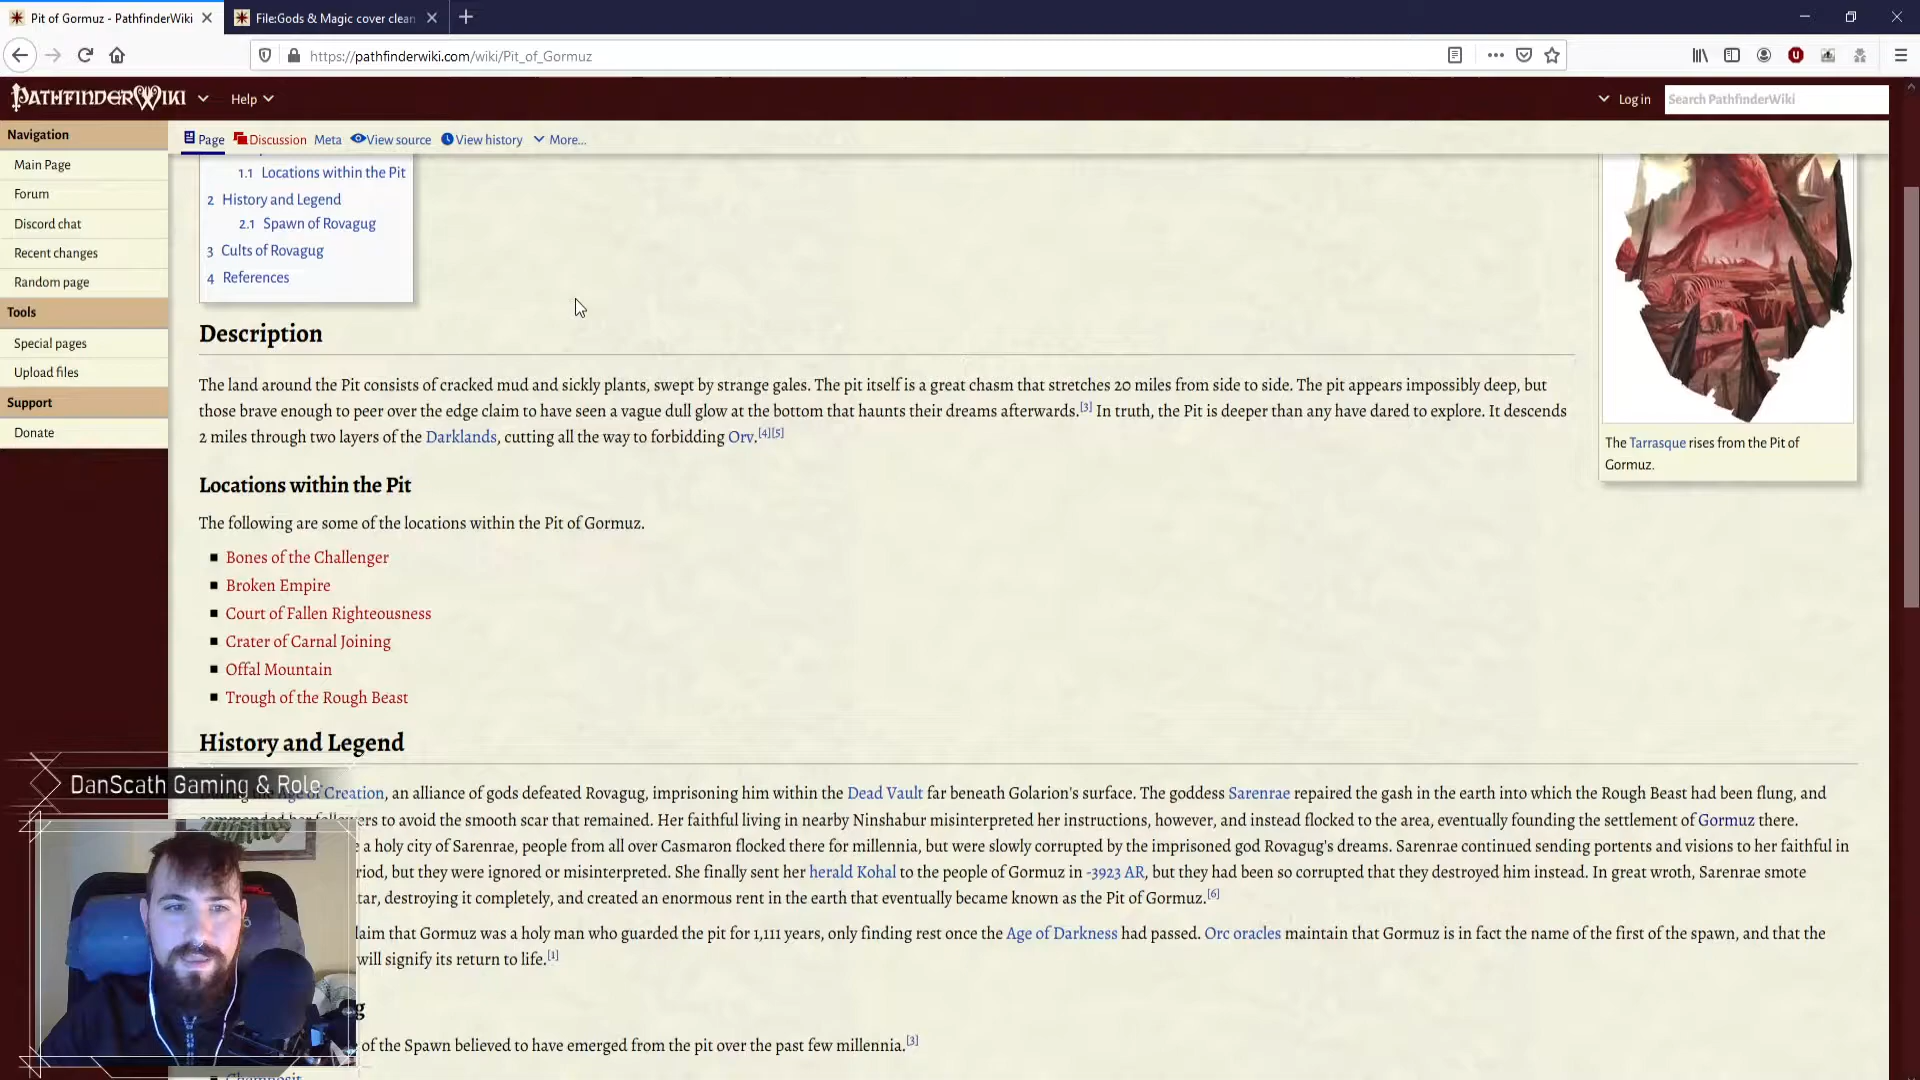 Pit of Gormuz - PathfinderWiki
File:Gods & Magic cover clean
https://pathfinderwiki.com/wiki/Pit_of_Gormuz
PATHFINDERWIKI
Help
Log in
Search PathfinderWiki
Navigation
Main Page
Forum
Discord chat
Recent changes
Random page
Tools
Special pages
Upload files
Support
Donate
Page
Discussion
Meta
View source
View history
More...
1.1 Locations within the Pit
2 History and Legend
2.1 Spawn of Rovagug
3 Cults of Rovagug
4 References
Description
The land around the Pit consists of cracked mud and sickly plants, swept by strange gales. The pit itself is a great chasm that stretches 20 miles from side to side. The pit appears impossibly deep, but
those brave enough to peer over the edge claim to have seen a vague dull glow at the bottom that haunts their dreams afterwards.[3] In truth, the Pit is deeper than any have dared to explore. It descends
2 miles through two layers of the Darklands, cutting all the way to forbidding Orv.[4][5]
The Tarrasque rises from the Pit of
Gormuz.
Locations within the Pit
The following are some of the locations within the Pit of Gormuz.
Bones of the Challenger
Broken Empire
Court of Fallen Righteousness
Crater of Carnal Joining
Offal Mountain
Trough of the Rough Beast
History and Legend
DanScath Gaming & Role
Age of Creation, an alliance of gods defeated Rovagug, imprisoning him within the Dead Vault far beneath Golarion's surface. The goddess Sarenrae repaired the gash in the earth into which the Rough Beast had been flung, and
to avoid the smooth scar that remained. Her faithful living in nearby Ninshabur misinterpreted her instructions, however, and instead flocked to the area, eventually founding the settlement of Gormuz there.
a holy city of Sarenrae, people from all over Casmaron flocked there for millennia, but were slowly corrupted by the imprisoned god Rovagug's dreams. Sarenrae continued sending portents and visions to her faithful in
but they were ignored or misinterpreted. She finally sent her herald Kohal to the people of Gormuz in -3923 AR, but they had been so corrupted that they destroyed him instead. In great wroth, Sarenrae smote
destroying it completely, and created an enormous rent in the earth that eventually became known as the Pit of Gormuz.[6]
that Gormuz was a holy man who guarded the pit for 1,111 years, only finding rest once the Age of Darkness had passed. Orc oracles maintain that Gormuz is in fact the name of the first of the spawn, and that the
will signify its return to life.[1]
of the Spawn believed to have emerged from the pit over the past few millennia.[3]